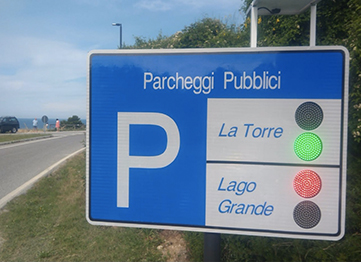 Parcheggi Pubblici
P
La Torre
Lago
Grande